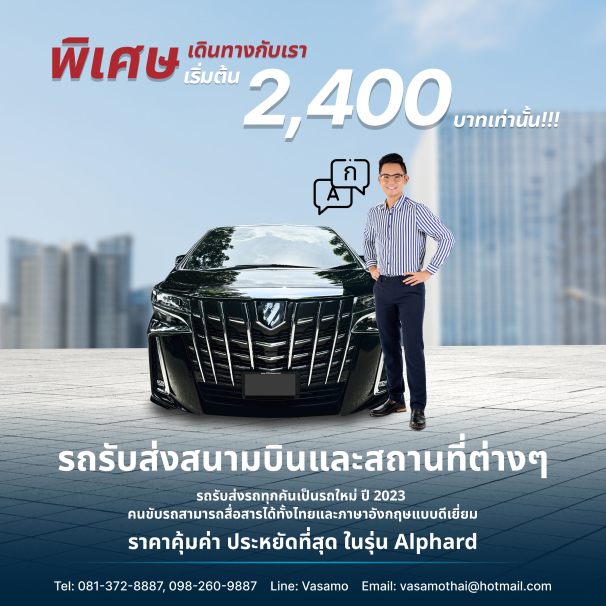 พิเศษ เดินทางกับเรา
เริ่มต้น 2,400 บาทเท่านั้น!!!
ก
A
รถรับส่งสนามบินและสถานที่ต่างๆ
รถรับส่งรถทุกคันเป็นรถใหม่ ปี 2023
คนขับรถสามารถสื่อสารได้ทั้งไทยและภาษาอังกฤษแบบดีเยี่ยม
ราคาคุ้มค่า ประหยัดที่สุด ในรุ่น Alphard
Tel: 081-372-8887, 098-260-9887 Line: Vasamo Email: vasamothai@hotmail.com